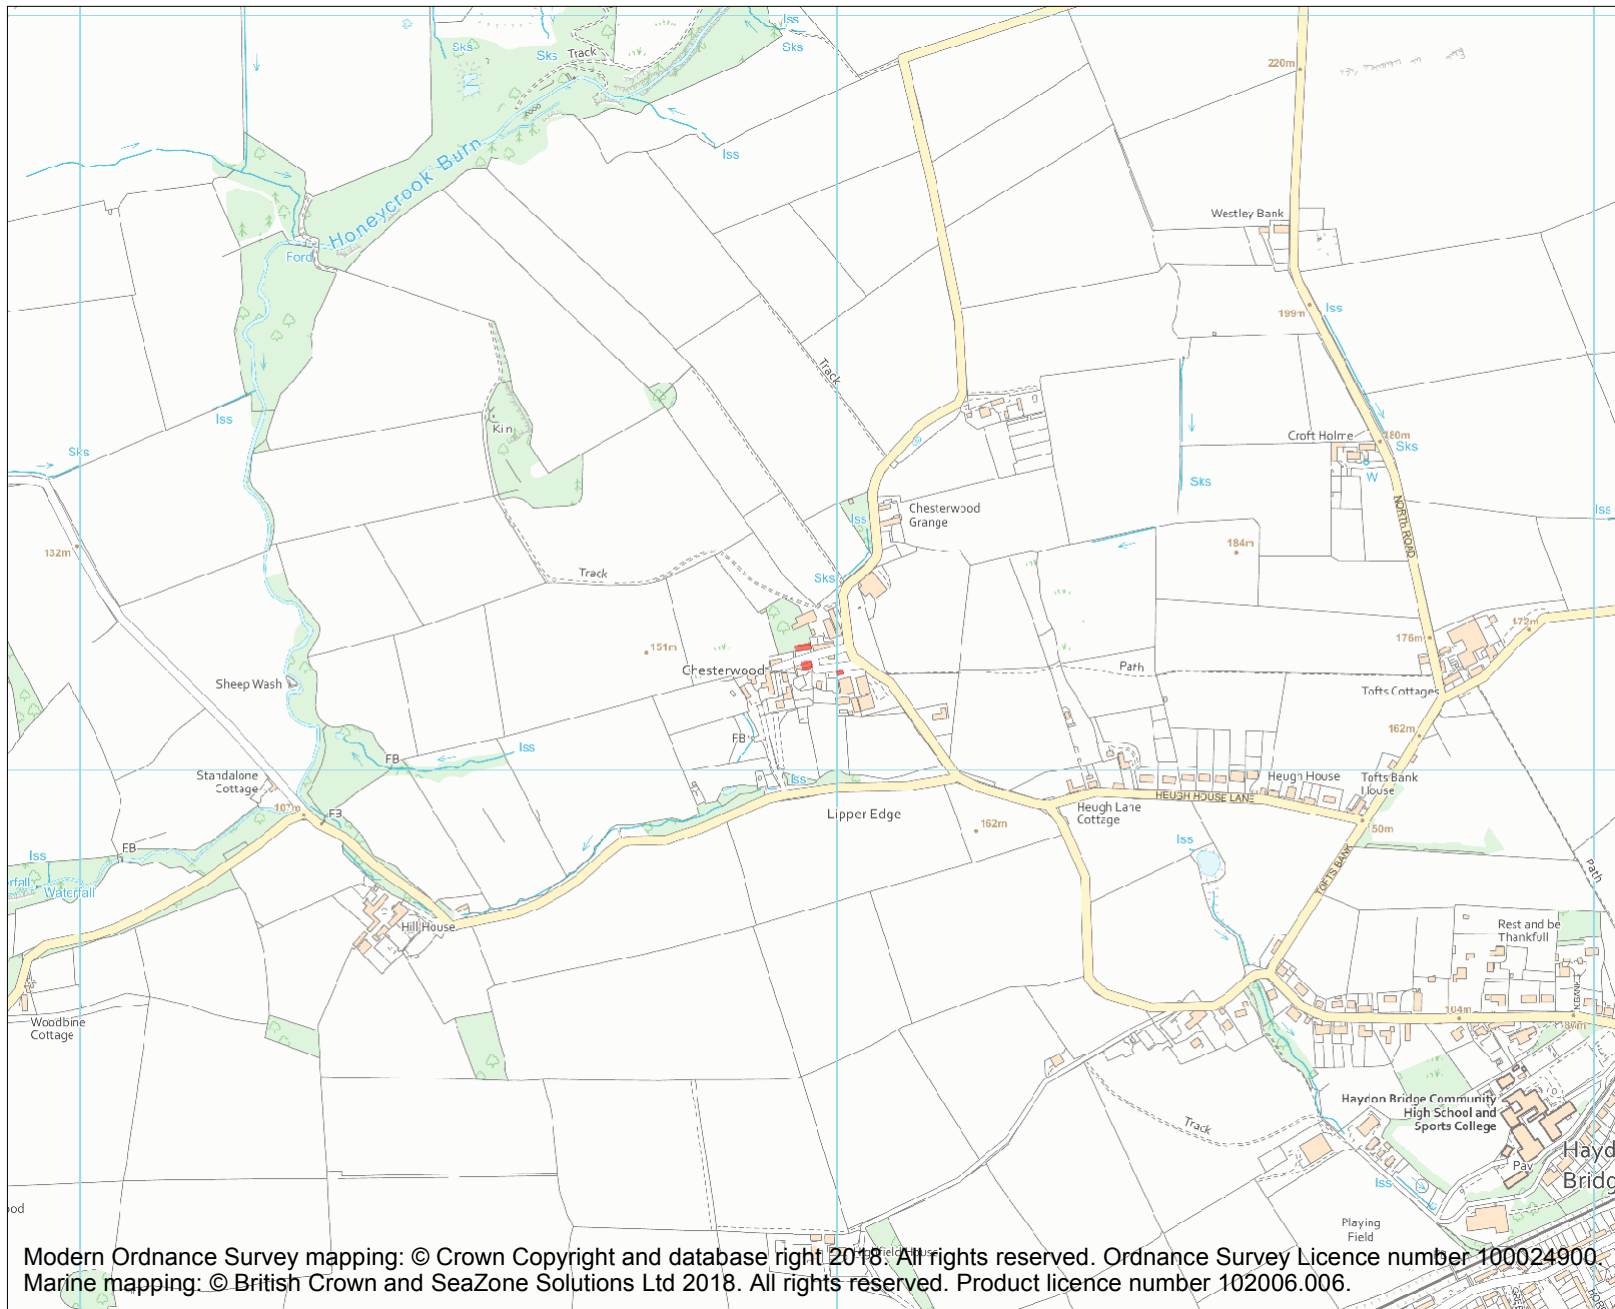 Iss
Sks
Sks
Sks
Track
220m
Iss
Honeycrook Burn
Westley Bank
Ford
199m
Iss
Track
Iss
Croft Holme
180m
Sks
W
Sks
Sks
Chesterwood
Grange
Iss
NORTH ROAD
Iss
132m
184m
Track
Sks
172m
176m
151m
Chesterwood
Path
Sheep Wash
Tofts Cottages
162m
FB
Iss
FB
Standalone
Cottage
Iss
Heugh House
Tofts Bank
House
HEUGH HOUSE LANE
FB
Lipper Edge
Heugh Lane
Cottage
162m
Iss
TOFTS BANK
Iss
FB
Waterfall
Path
Hill House
Rest and be
Thankfull
Woodbine
Cottage
104m
Haydon Bridge Community
High School and
Sports College
Track
Pav
Hayd
Bridg
Iss
Playing
Field
Highfield House
Modern Ordnance Survey mapping: © Crown Copyright and database right 2018. All rights reserved. Ordnance Survey Licence number 100024900.
Marine mapping: © British Crown and SeaZone Solutions Ltd 2018. All rights reserved. Product licence number 102006.006.